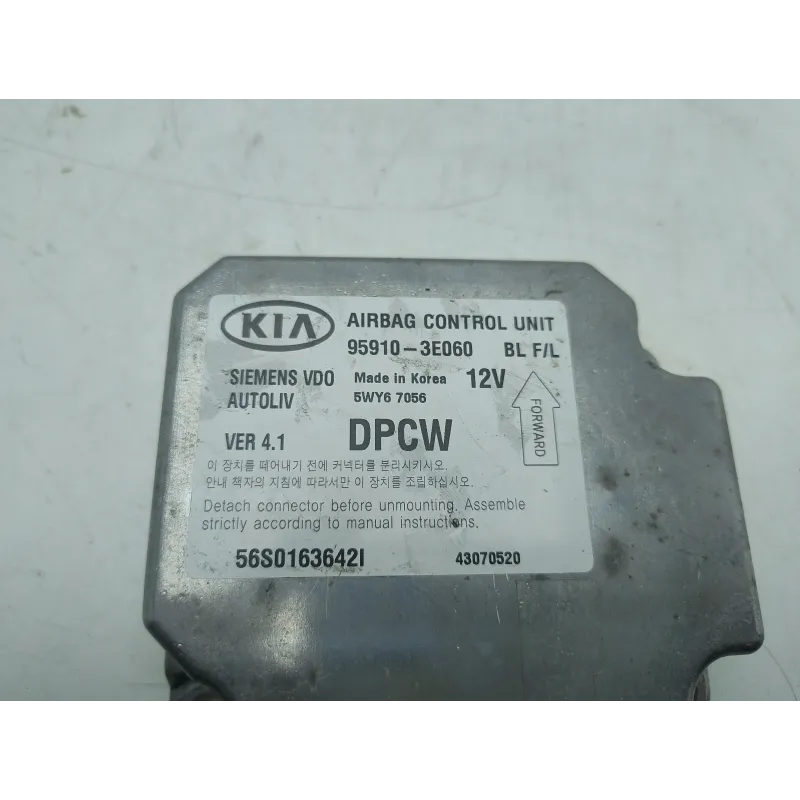 KIA AIRBAG CONTROL UNIT
95910-3E060 BL F/L
SIEMENS VDO Made in Korea 12V
AUTOLIV 5WY6 7056
FORWARD
VER 4.1 DPCW
이 장치를 떼어내기 전에 커넥터를 분리시키시오.
안내 책자의 지침에 따라서만 이 장치를 조립하십시오.
Detach connector before unmounting. Assemble
strictly according to manual instructions.
56S0163642I 43070520